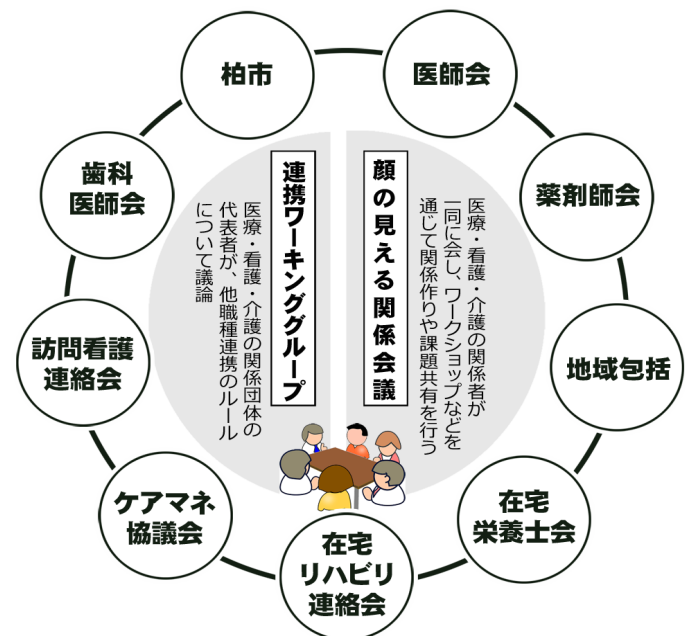 柏市
医師会
薬剤師会
地域包括
在宅
栄養士会
在宅
リハビリ
連絡会
ケアマネ
協議会
訪問看護
連絡会
歯科
医師会
顔の見える関係会議
医療・看護・介護の関係者が
一同に会し、ワークショップなどを
通じて関係作りや課題共有を行う
連携ワーキンググループ
医療・看護・介護の関係団体の
代表者が、他職種連携のルール
について議論